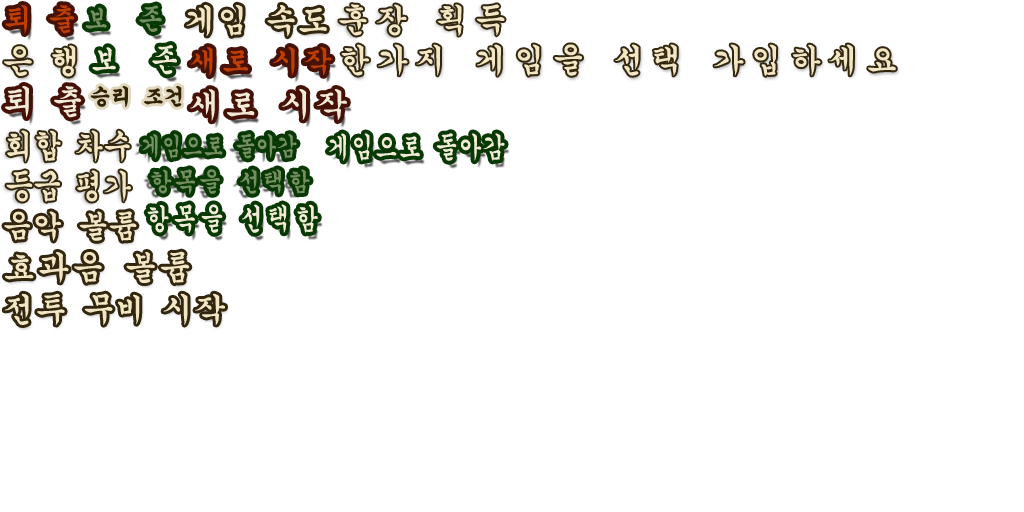 퇴 출 보 존 게임 속도 훈장 획득
은행 보 존 새로 시작 한가지 게임을 선택 가입하세요
퇴 출 승리 조건 새로 시작
회합 차수 게임으로 돌아감 게임으로 돌아감
등급 평가 항목을 선택함
음악 볼륨 항목을 선택함
효과음 볼륨
전투 무비 시작